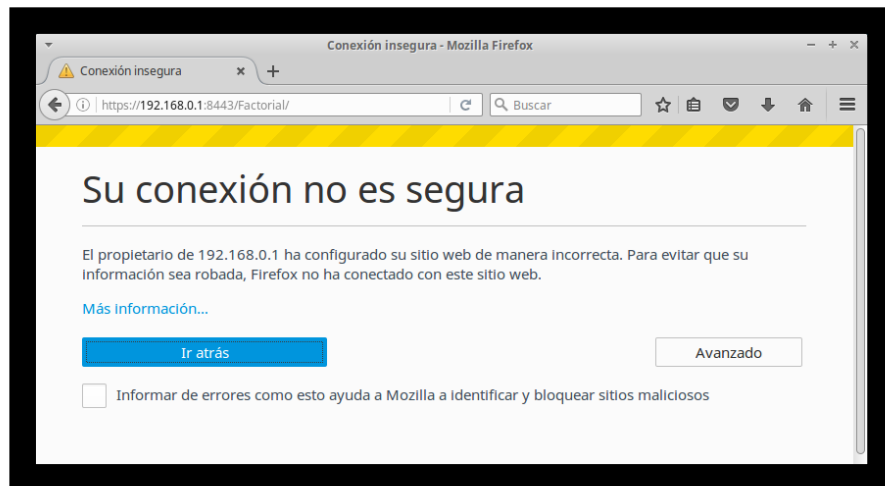 Conexión insegura - Mozilla Firefox
Conexión insegura
https://192.168.0.1:8443/Factorial/
Buscar
Su conexión no es segura
El propietario de 192.168.0.1 ha configurado su sitio web de manera incorrecta. Para evitar que su
información sea robada, Firefox no ha conectado con este sitio web.
Más información...
Ir atrás
Avanzado
Informar de errores como esto ayuda a Mozilla a identificar y bloquear sitios maliciosos